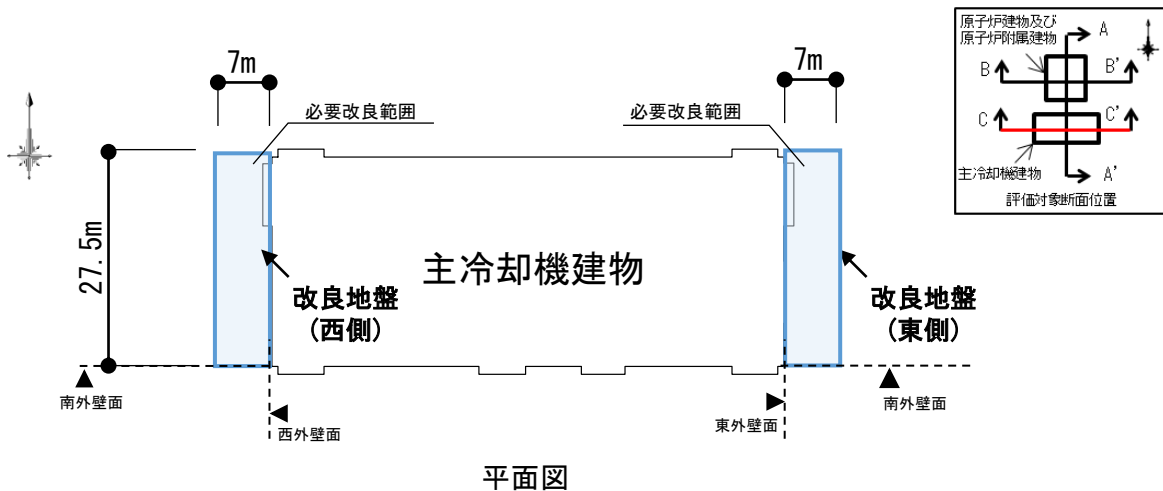 7m
7m
必要改良範囲
必要改良範囲
27.5m
主冷却機建物
改良地盤
(西側)
改良地盤
(東側)
南外壁面
西外壁面
東外壁面
南外壁面
平面図
原子炉建物及び
原子炉附属建物
A
B
B'
C
C'
主冷却機建物
A'
評価対象断面位置